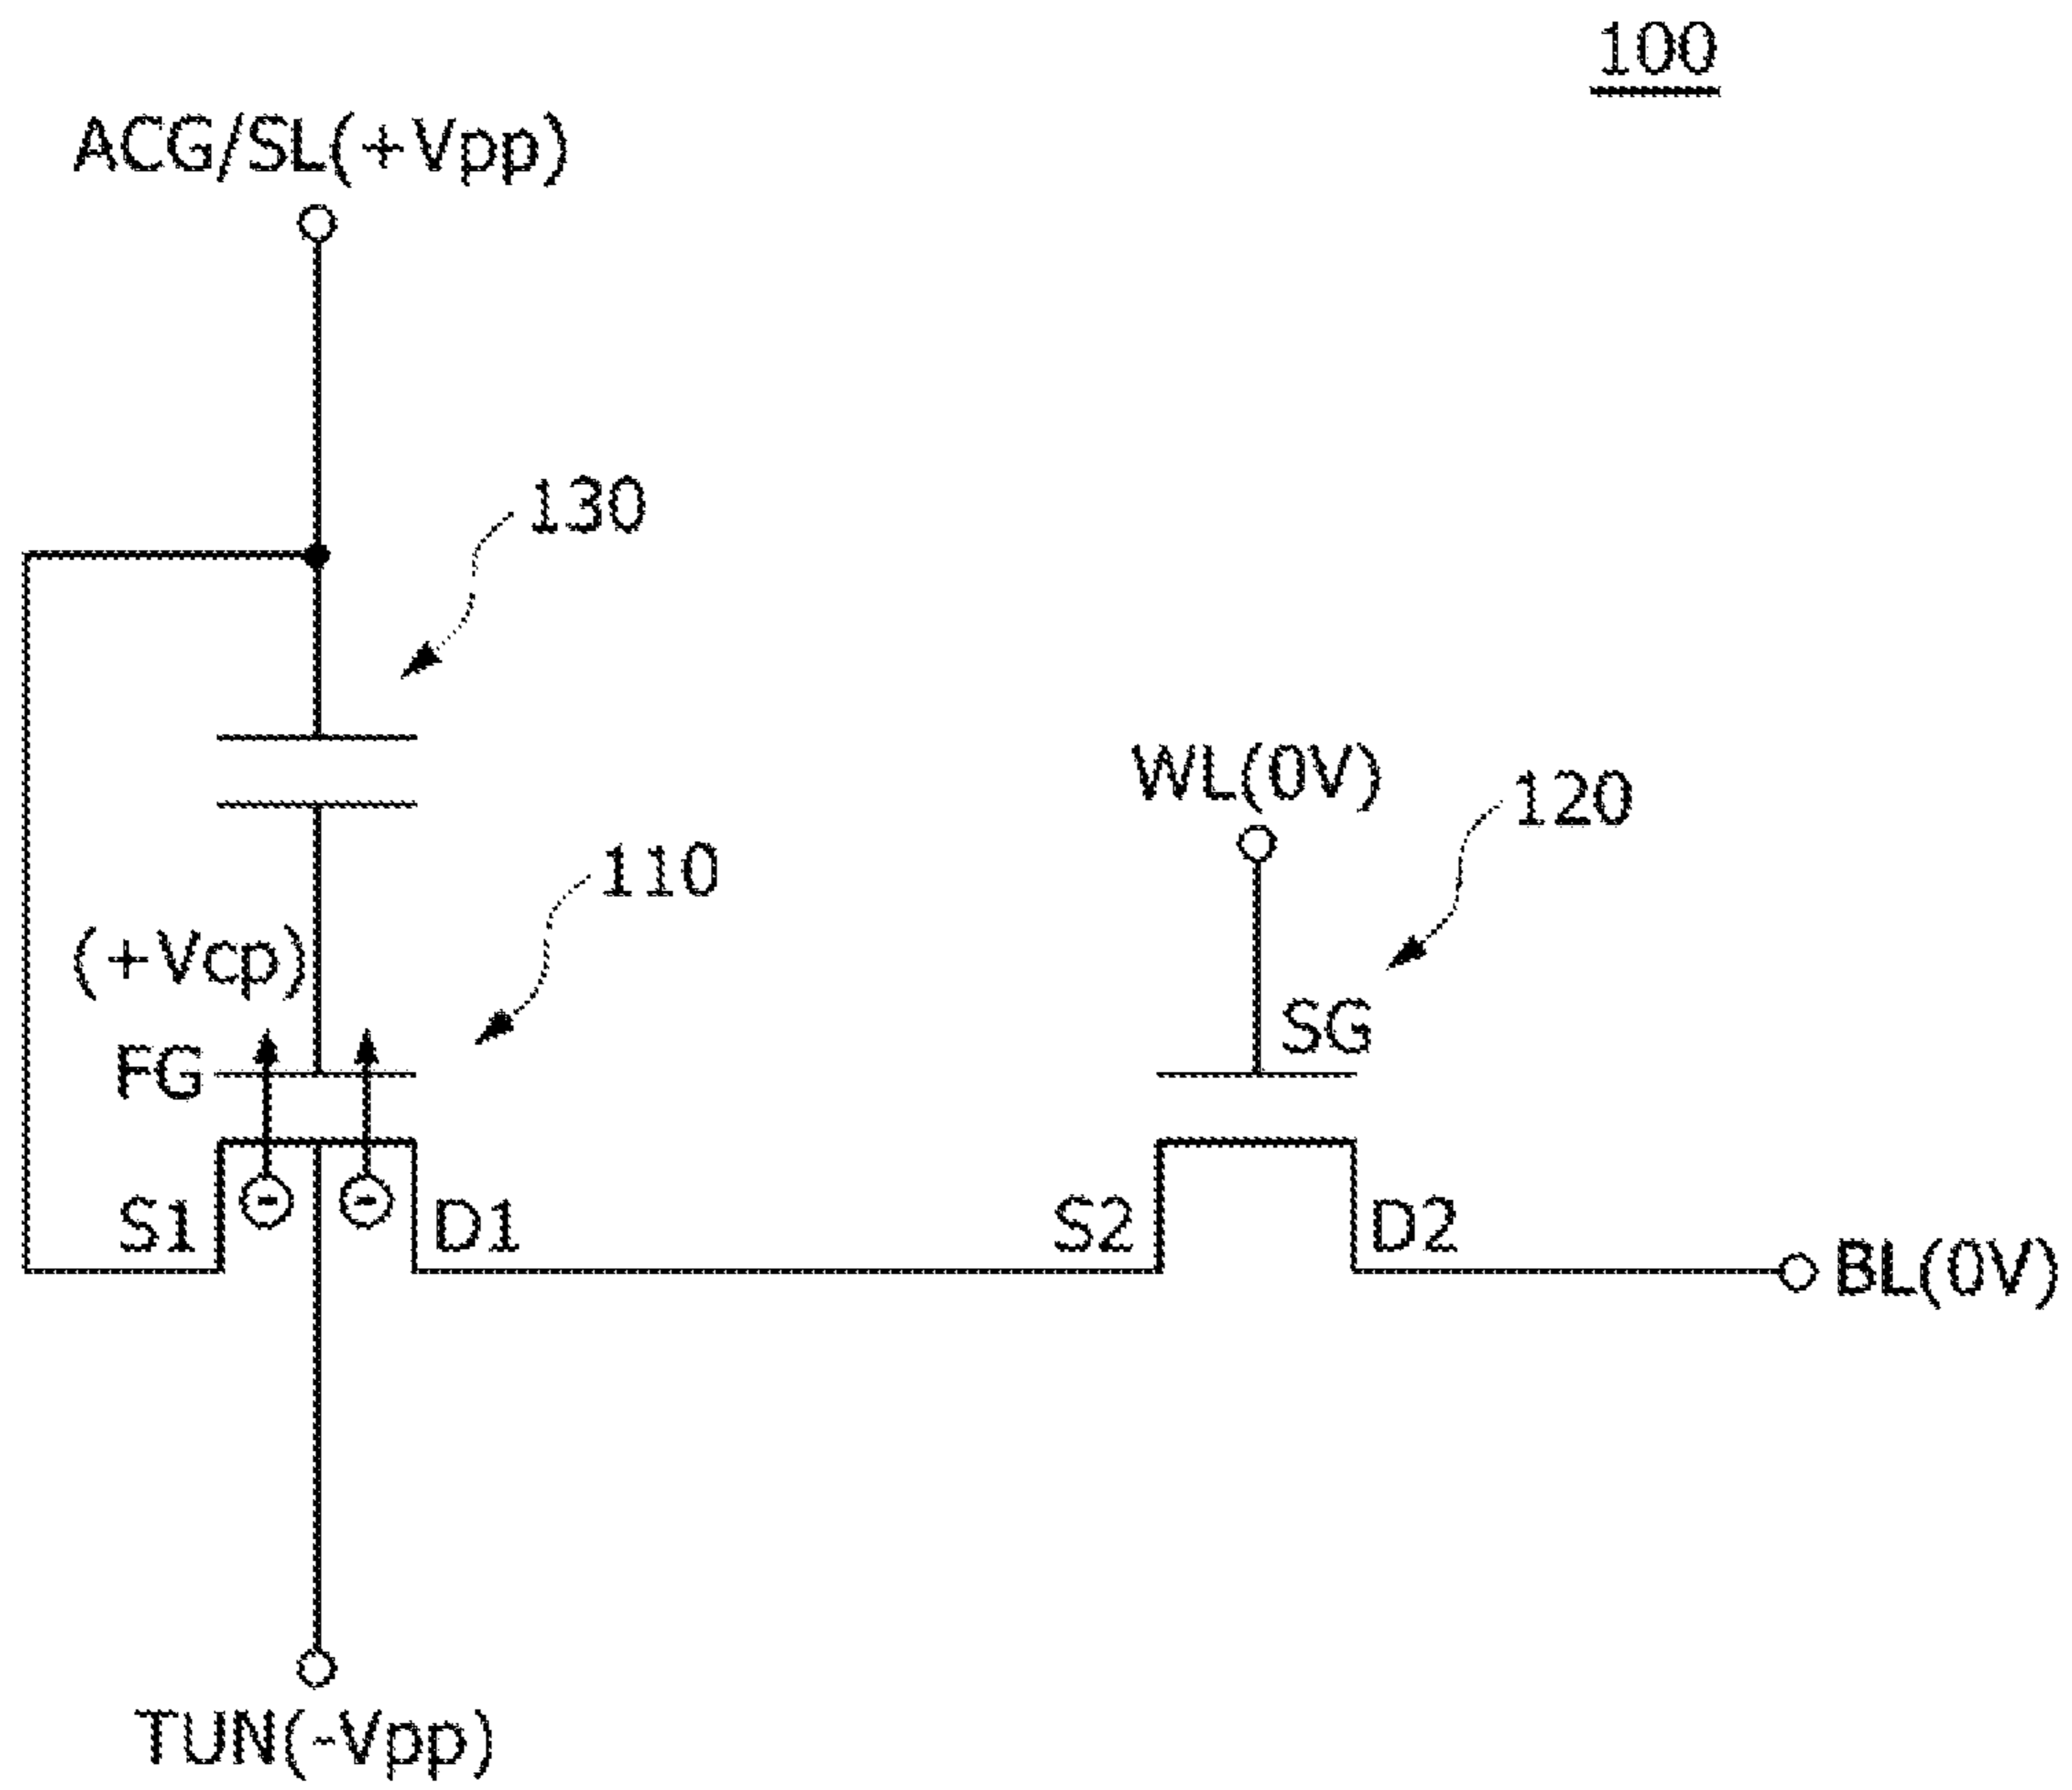 100
ACG/SL(+Vpp)
130
WL(0V)
120
110
(+Vcp)
SG
FG
S1
D1
S2
D2
BL(0V)
TUN(-Vpp)